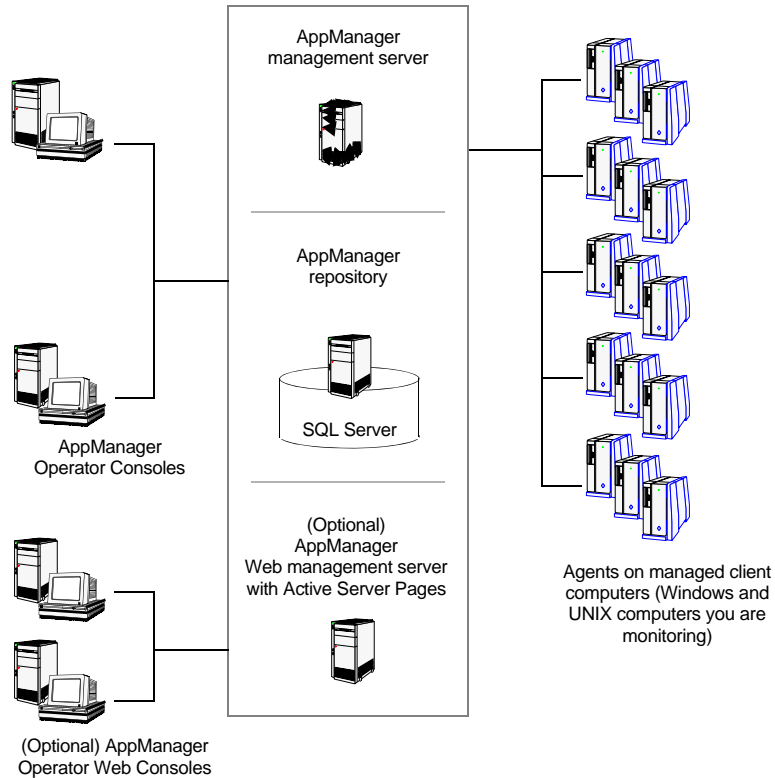 AppManager
management server
AppManager
repository
SQL Server
AppManager
Operator Consoles
(Optional)
AppManager
Web management server
with Active Server Pages
Agents on managed client
computers (Windows and
UNIX computers you are
monitoring)
(Optional) AppManager
Operator Web Consoles